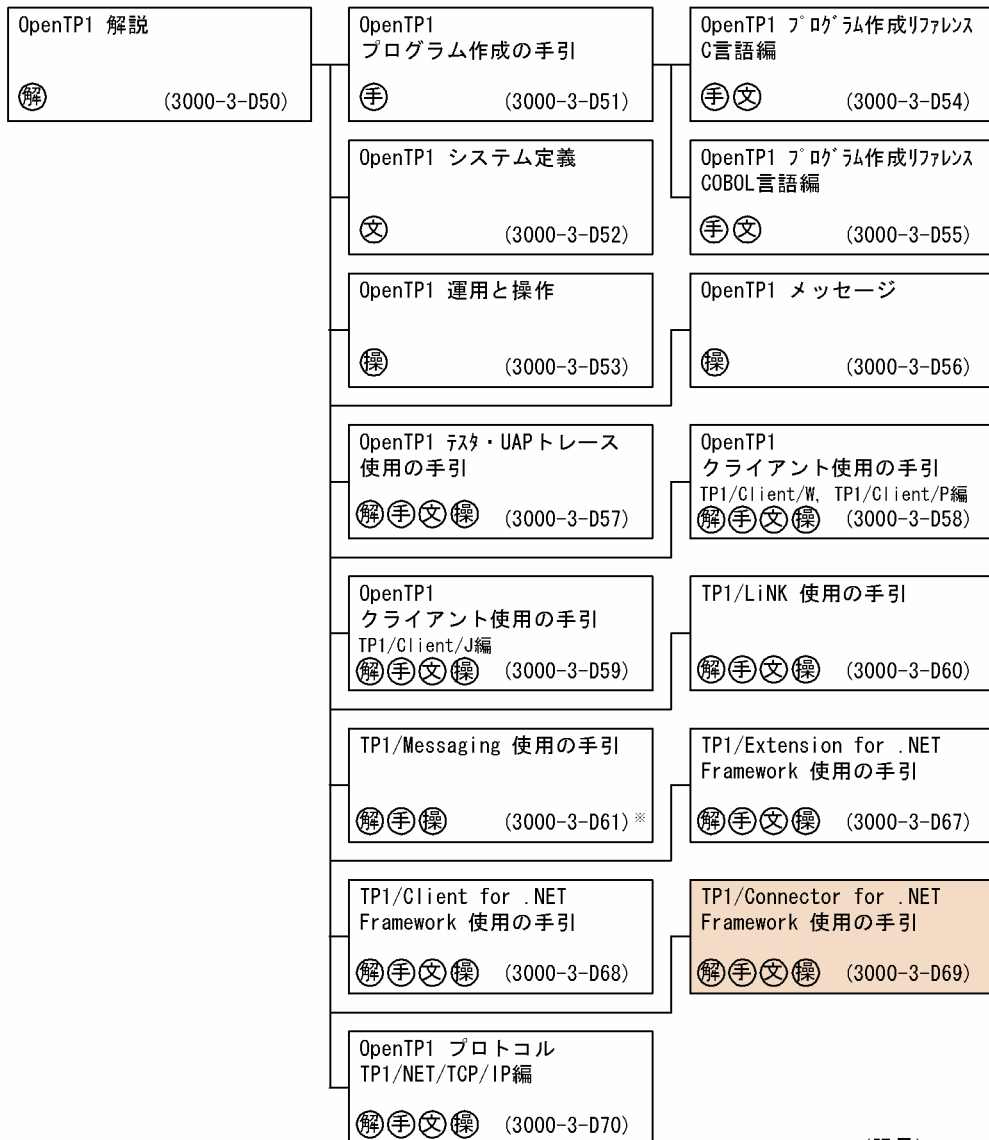 OpenTP1 解説
解 (3000-3-D50)
OpenTP1
プログラム作成の手引
手 (3000-3-D51)
OpenTP1 ﾌﾟﾛｸﾞﾗﾑ作成ﾘﾌｧﾚﾝｽ
C言語編
手文 (3000-3-D54)
OpenTP1 システム定義
文 (3000-3-D52)
OpenTP1 ﾌﾟﾛｸﾞﾗﾑ作成ﾘﾌｧﾚﾝｽ
COBOL言語編
手文 (3000-3-D55)
OpenTP1 運用と操作
操 (3000-3-D53)
OpenTP1 メッセージ
操 (3000-3-D56)
OpenTP1 ﾃｽﾀ・UAPトレース
使用の手引
解手文操 (3000-3-D57)
OpenTP1
クライアント使用の手引
TP1/Client/W, TP1/Client/P編
解手文操 (3000-3-D58)
OpenTP1
クライアント使用の手引
TP1/Client/J編
解手文操 (3000-3-D59)
TP1/LiNK 使用の手引
解手文操 (3000-3-D60)
TP1/Messaging 使用の手引
解手操 (3000-3-D61)※
TP1/Extension for .NET
Framework 使用の手引
解手文操 (3000-3-D67)
TP1/Client for .NET
Framework 使用の手引
解手文操 (3000-3-D68)
TP1/Connector for .NET
Framework 使用の手引
解手文操 (3000-3-D69)
OpenTP1 プロトコル
TP1/NET/TCP/IP編
解手文操 (3000-3-D70)